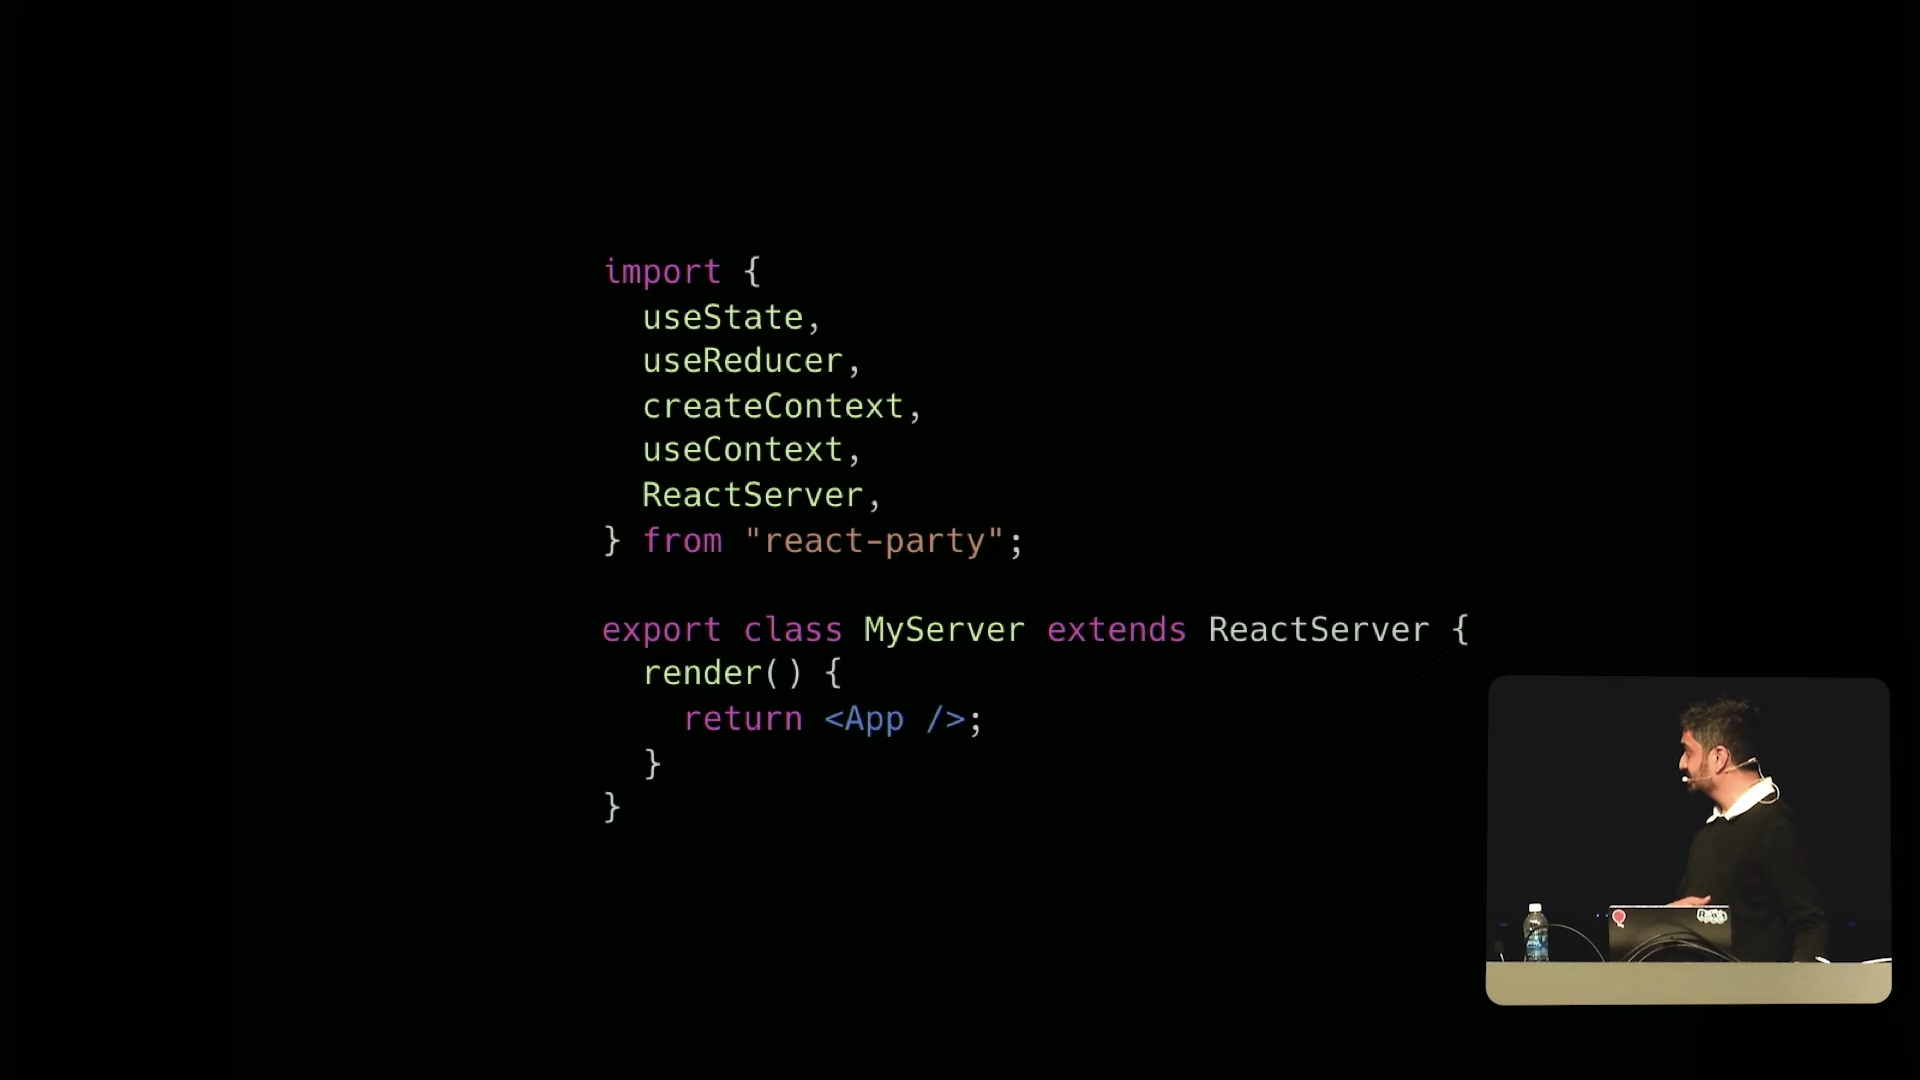 import {
  useState,
  useReducer,
  createContext,
  useContext,
  ReactServer,
} from "react-party";
export class MyServer extends ReactServer {
  render() {
    return <App />;
  }
}